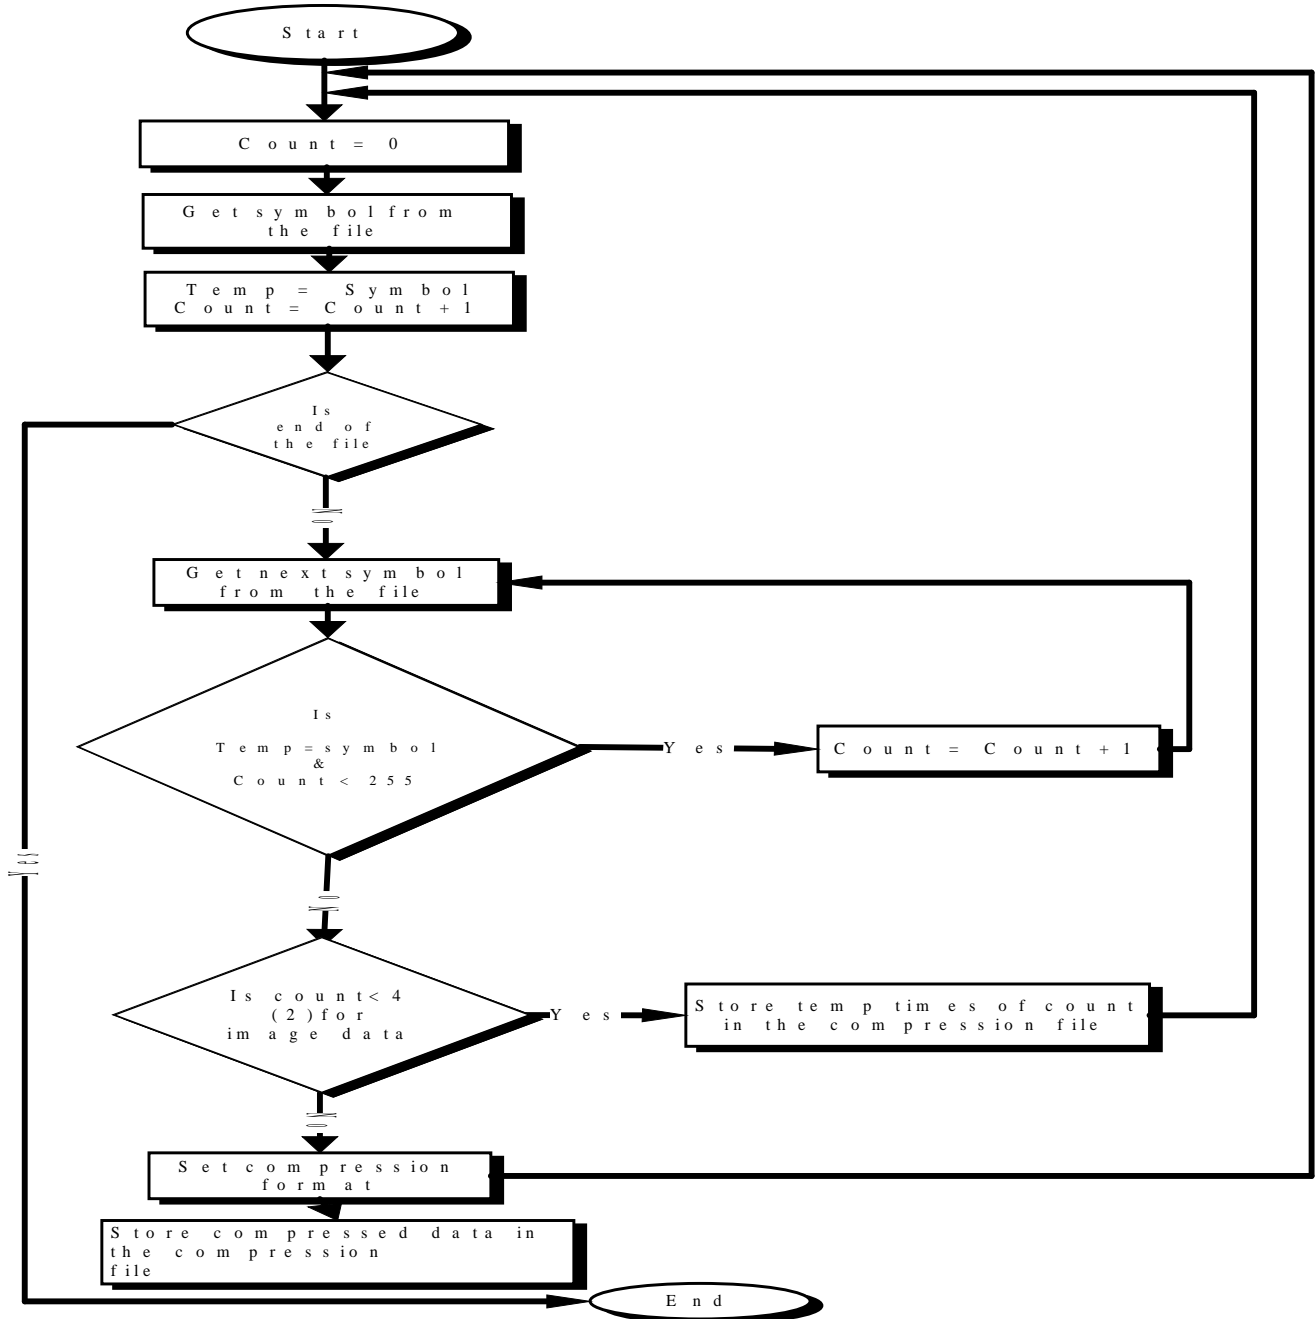 Start
Count = 0
Get symbol from
the file
Temp = Symbol
Count = Count + 1
Is
end of
the file
No
Get next symbol
from the file
Is
Temp = symbol
&
Count < 255
Yes
Count = Count + 1
Yes
No
Is count < 4
(2) for
image data
Yes
Store temp times of count
in the compression file
No
Set compression
format
Store compressed data in
the compression
file
End